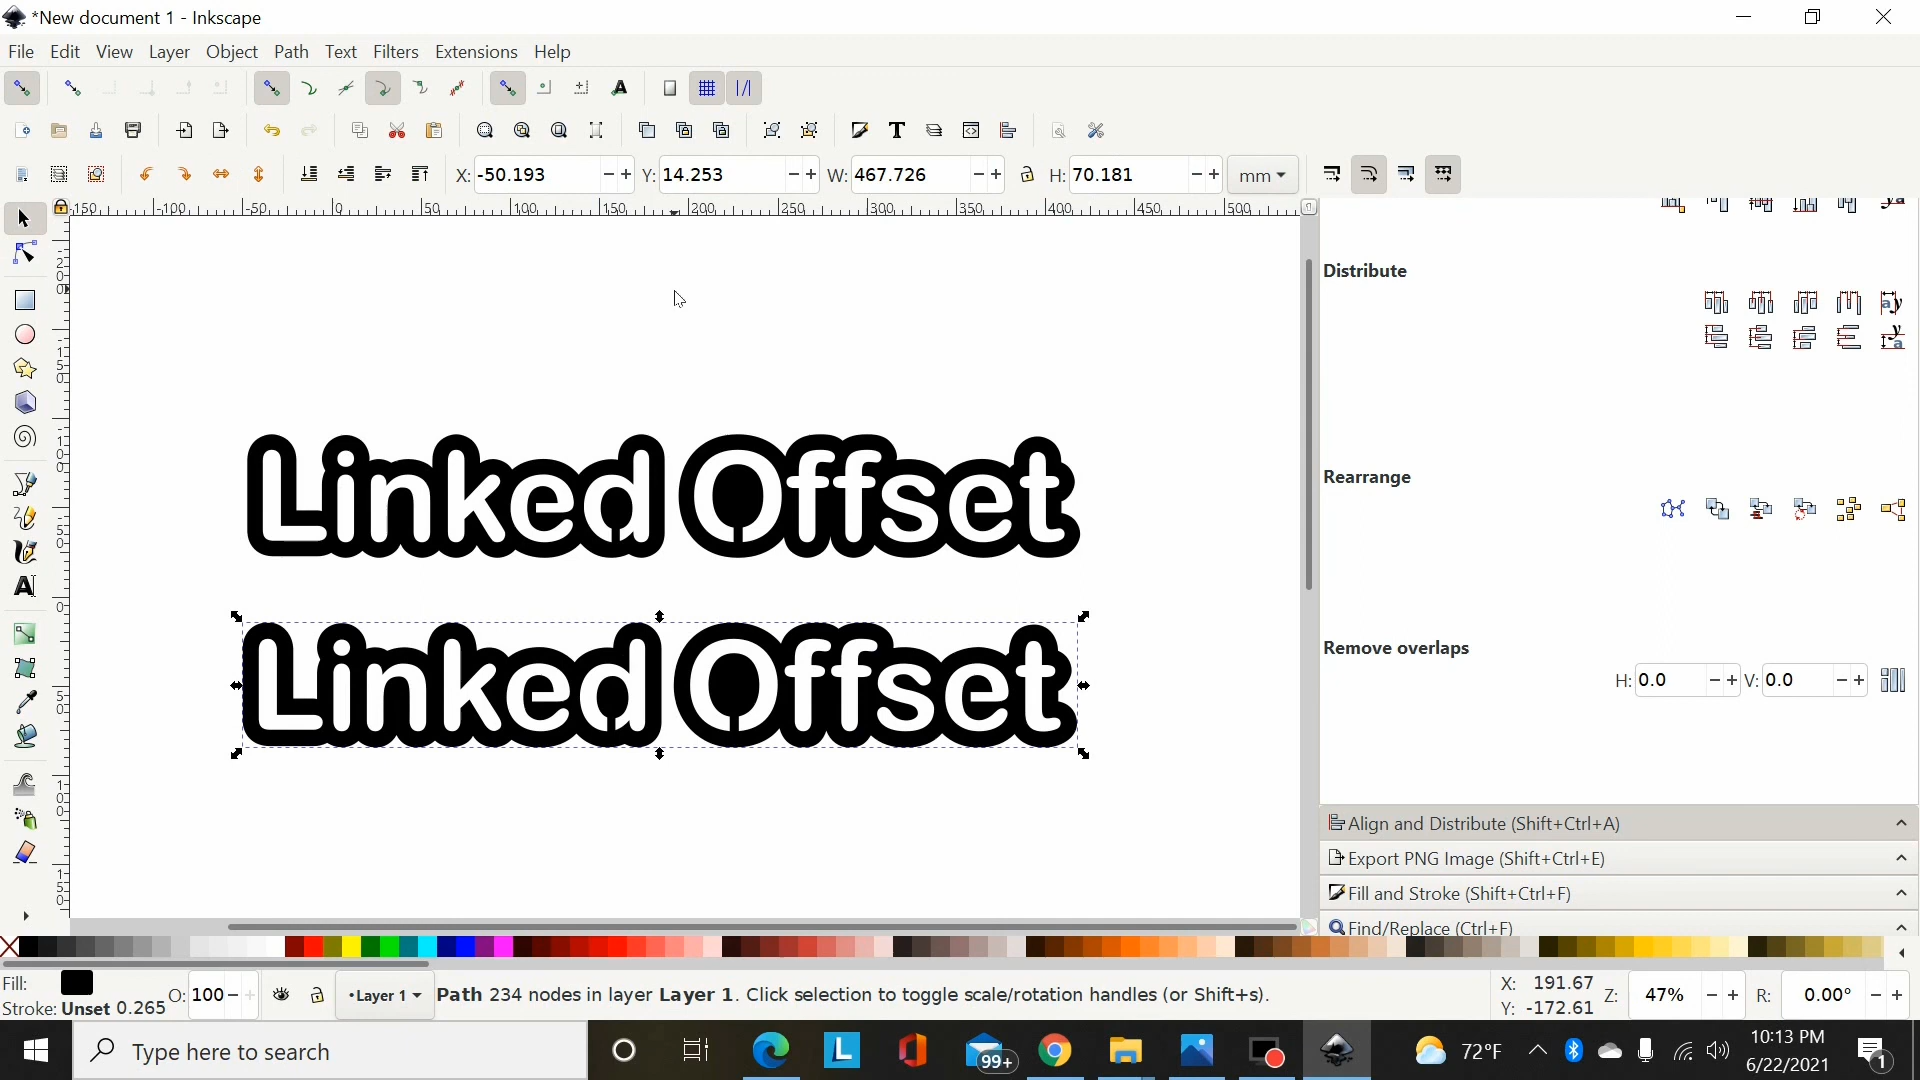 *New document 1 - Inkscape
File Edit View Layer Object Path Text Filters Extensions Help
X: -50.193 Y: 14.253 W: 467.726 H: 70.181 mm
Distribute
Linked Offset
Rearrange
Linked Offset
Remove overlaps
H: 0.0 V: 0.0
Align and Distribute (Shift+Ctrl+A)
Export PNG Image (Shift+Ctrl+E)
Fill and Stroke (Shift+Ctrl+F)
Find/Replace (Ctrl+F)
Fill:
Stroke: Unset 0.265 O: 100 •Layer 1 Path 234 nodes in layer Layer 1. Click selection to toggle scale/rotation handles (or Shift+s).
X: 191.67
Y: -172.61
Z: 47% R: 0.00°
Type here to search
99+
72°F
10:13 PM
6/22/2021
1